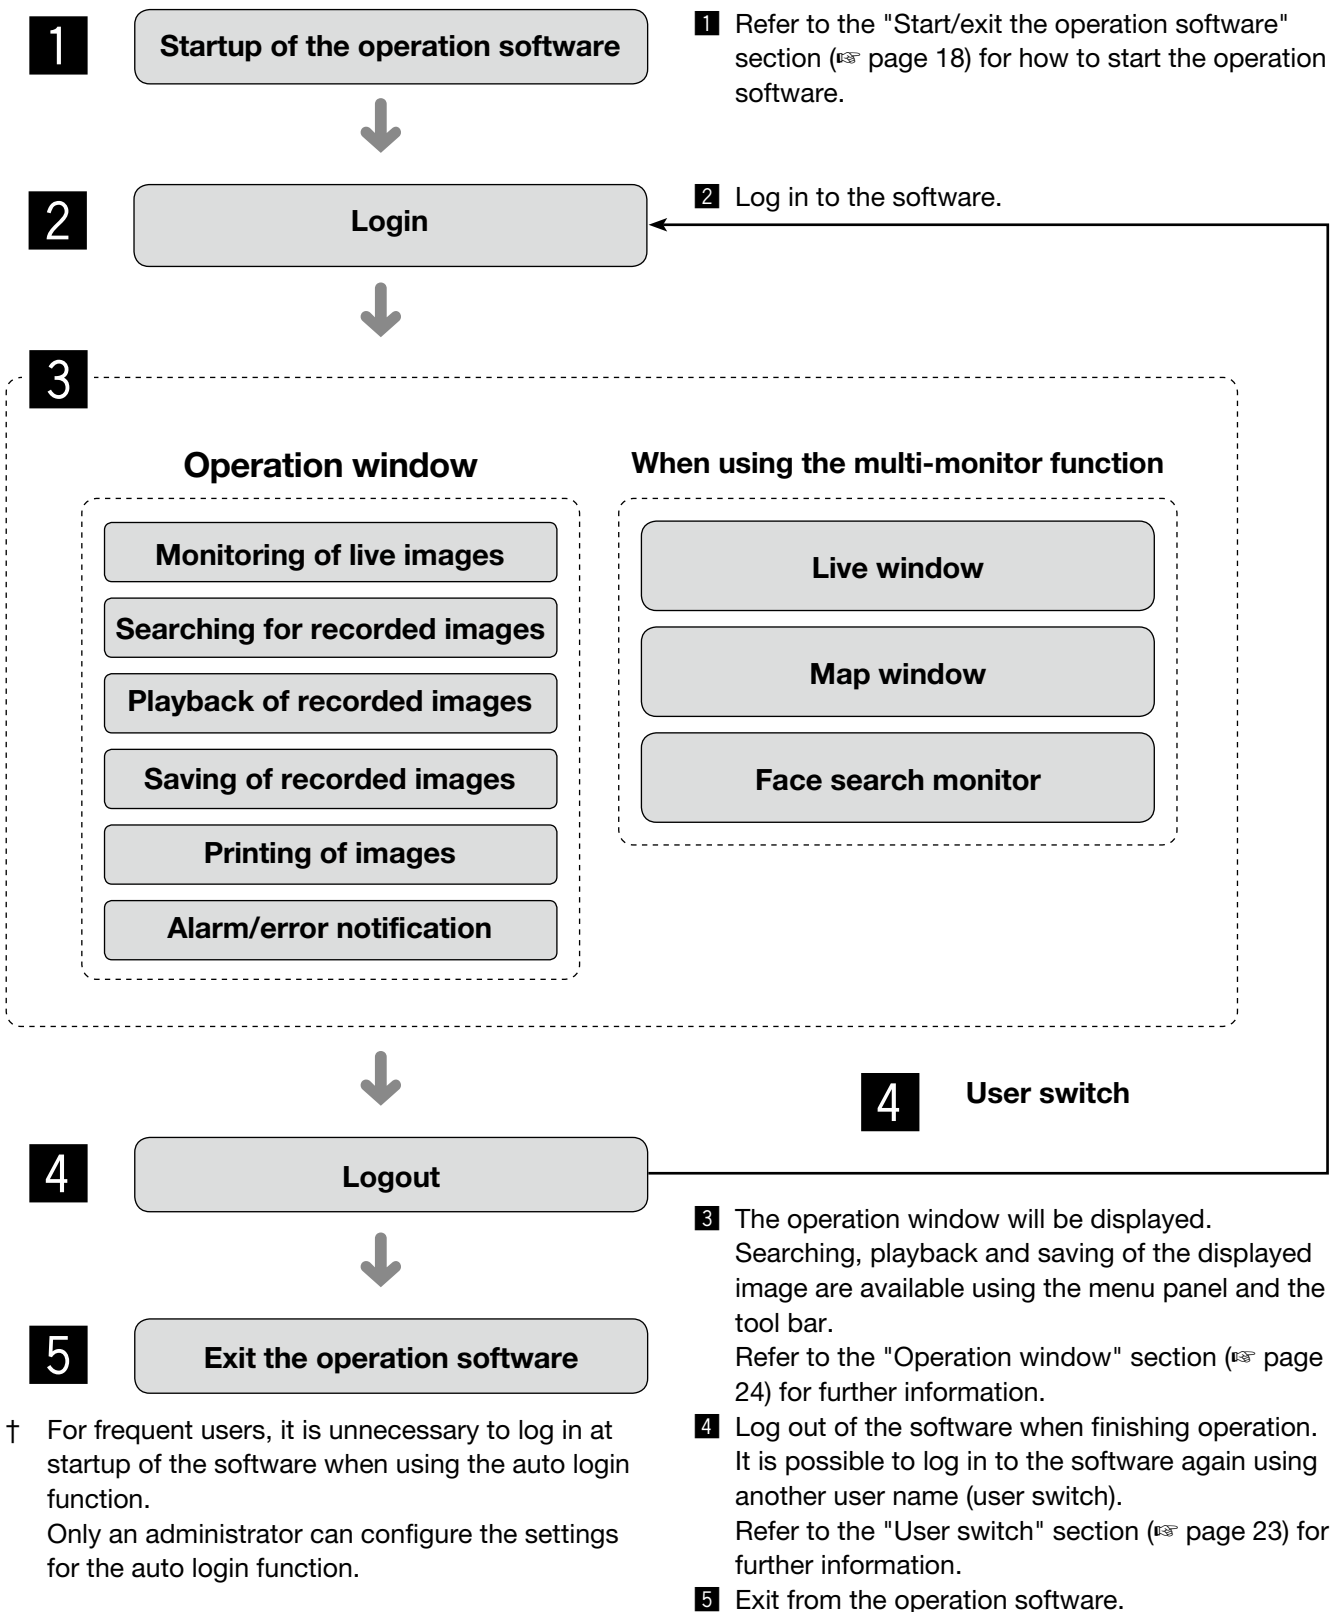 1
Startup of the operation software
1 Refer to the "Start/exit the operation software"
section (☞ page 18) for how to start the operation
software.
2
Login
2 Log in to the software.
3
Operation window
Monitoring of live images
Searching for recorded images
Playback of recorded images
Saving of recorded images
Printing of images
Alarm/error notification
When using the multi-monitor function
Live window
Map window
Face search monitor
4 User switch
4
Logout
5
Exit the operation software
† For frequent users, it is unnecessary to log in at
startup of the software when using the auto login
function.
Only an administrator can configure the settings
for the auto login function.
3 The operation window will be displayed.
Searching, playback and saving of the displayed
image are available using the menu panel and the
tool bar.
Refer to the "Operation window" section (☞ page
24) for further information.
4 Log out of the software when finishing operation.
It is possible to log in to the software again using
another user name (user switch).
Refer to the "User switch" section (☞ page 23) for
further information.
5 Exit from the operation software.